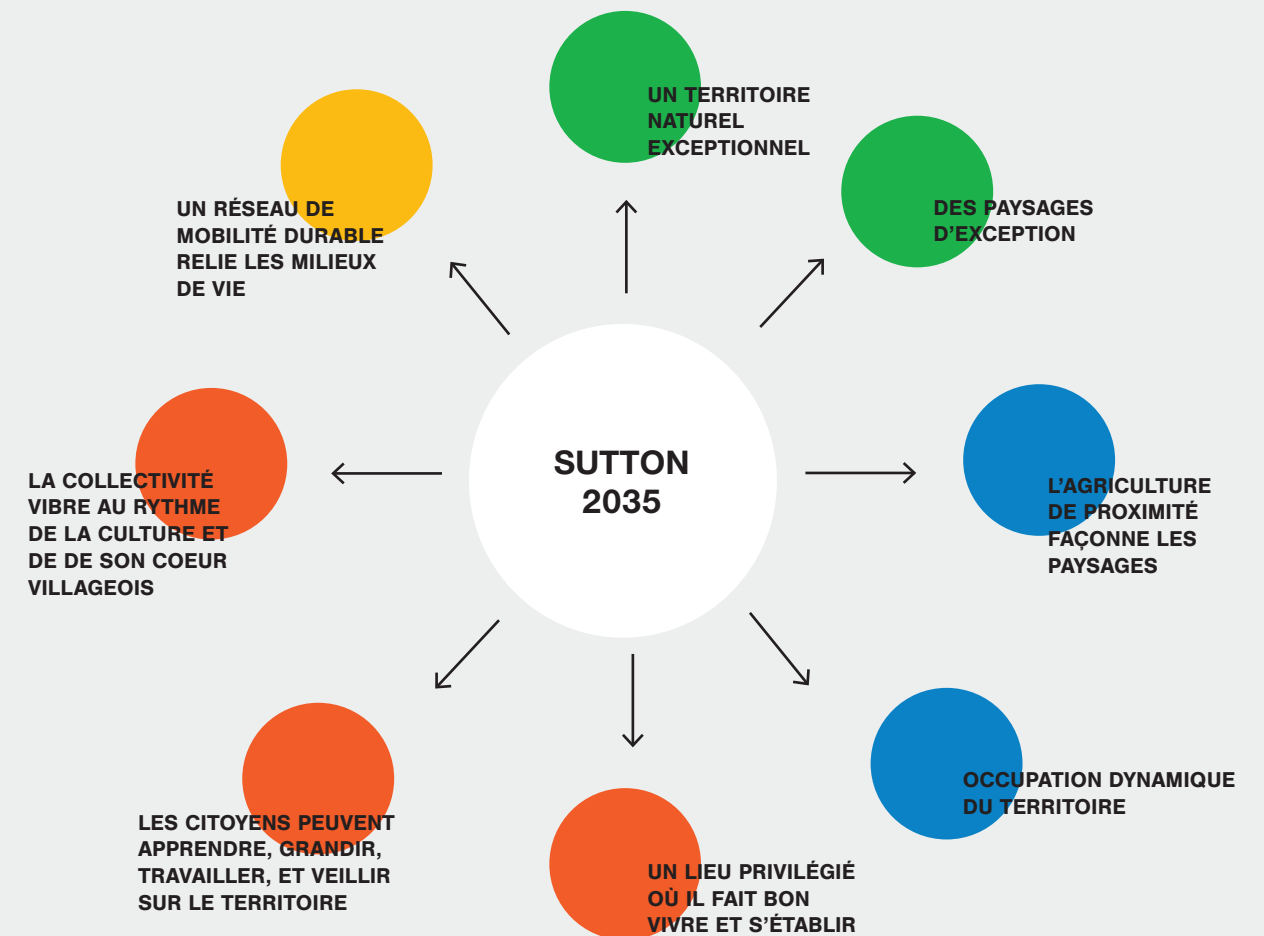 UN TERRITOIRE
NATUREL
EXCEPTIONNEL
DES PAYSAGES
D'EXCEPTION
UN RÉSEAU DE
MOBILITÉ DURABLE
RELIE LES MILIEUX
DE VIE
SUTTON
2035
L'AGRICULTURE
DE PROXIMITÉ
FAÇONNE LES
PAYSAGES
LA COLLECTIVITÉ
VIBRE AU RYTHME
DE LA CULTURE ET
DE DE SON COEUR
VILLAGEOIS
OCCUPATION DYNAMIQUE
DU TERRITOIRE
LES CITOYENS PEUVENT
APPRENDRE, GRANDIR,
TRAVAILLER, ET VEILLIR
SUR LE TERRITOIRE
UN LIEU PRIVILÉGIÉ
OÙ IL FAIT BON
VIVRE ET S'ÉTABLIR